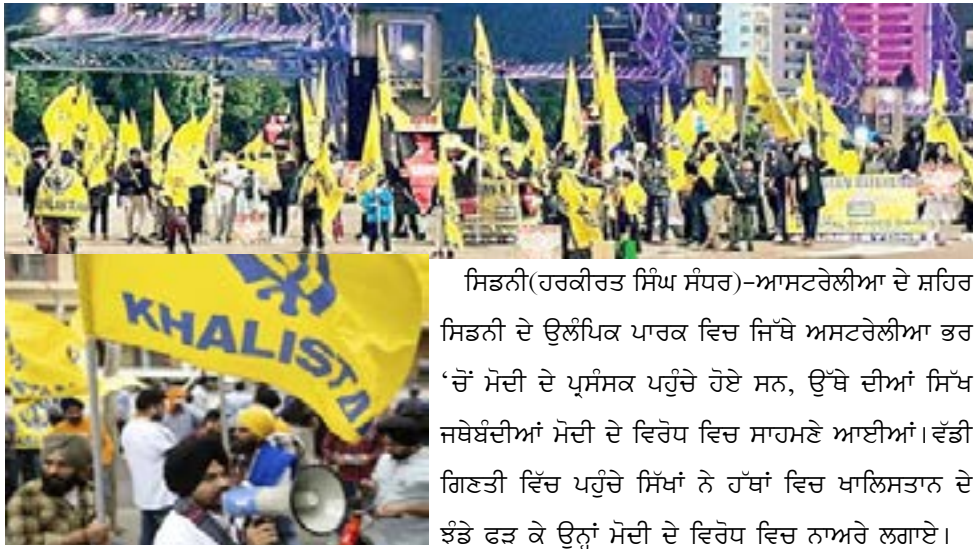 KHALISTA
ਸਿਡਨੀ(ਹਰਕੀਰਤ ਸਿੰਘ ਸੰਧਰ)-ਆਸਟਰੇਲੀਆ ਦੇ ਸ਼ਹਿਰ
ਸਿਡਨੀ ਦੇ ਉਲੰਪਿਕ ਪਾਰਕ ਵਿਚ ਜਿੱਥੇ ਅਸਟਰੇਲੀਆ ਭਰ
‘ਚੋਂ ਮੋਦੀ ਦੇ ਪ੍ਰਸੰਸਕ ਪਹੁੰਚੇ ਹੋਏ ਸਨ, ਉੱਥੇ ਦੀਆਂ ਸਿੱਖ
ਜਥੇਬੰਦੀਆਂ ਮੋਦੀ ਦੇ ਵਿਰੋਧ ਵਿਚ ਸਾਹਮਣੇ ਆਈਆਂ।ਵੱਡੀ
ਗਿਣਤੀ ਵਿੱਚ ਪਹੁੰਚੇ ਸਿੱਖਾਂ ਨੇ ਹੱਥਾਂ ਵਿਚ ਖਾਲਿਸਤਾਨ ਦੇ
ਝੰਡੇ ਫੜ ਕੇ ਉਨ੍ਹਾਂ ਮੋਦੀ ਦੇ ਵਿਰੋਧ ਵਿਚ ਨਾਅਰੇ ਲਗਾਏ।